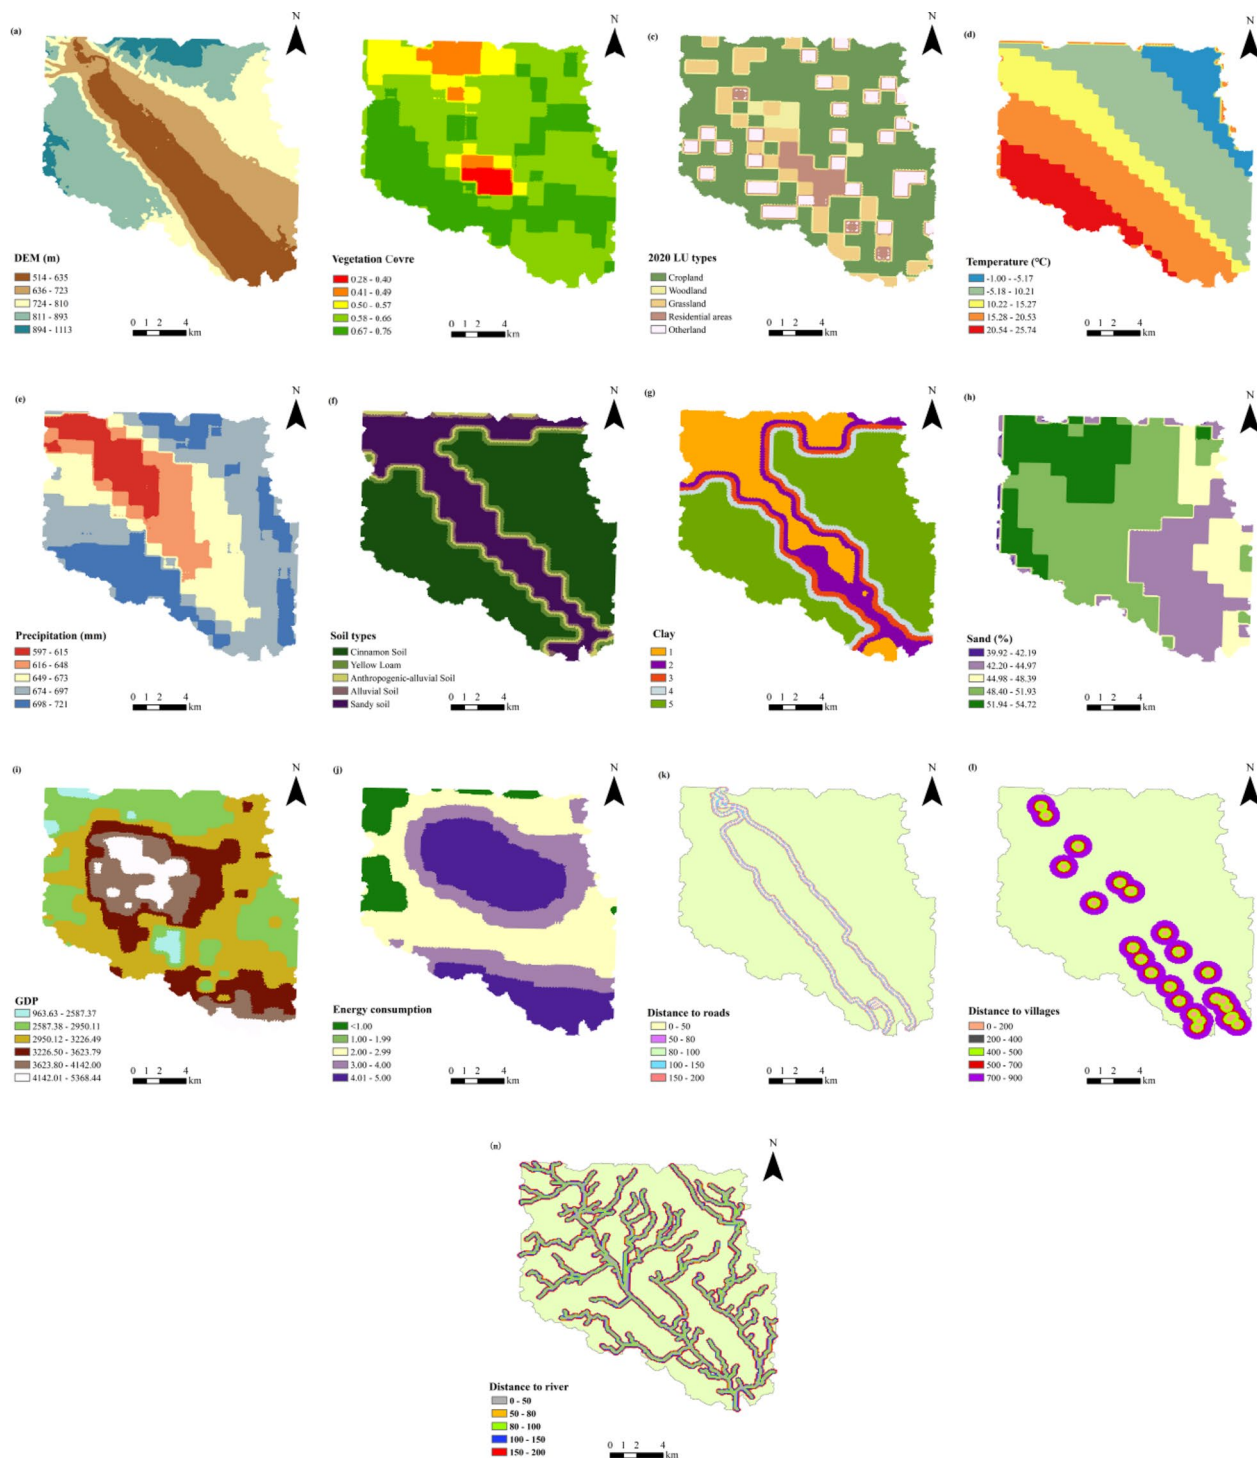 (a)
N
DEM (m)
514 - 635
636 - 723
724 - 810
811 - 893
894 - 1113
0 1 2 4
km
N
Vegetation Covre
0.28 - 0.40
0.41 - 0.49
0.50 - 0.57
0.58 - 0.66
0.67 - 0.76
0 1 2 4
km
(c)
N
2020 LU types
Cropland
Woodland
Grassland
Residential areas
Otherland
0 1 2 4
km
(d)
N
Temperature (°C)
-1.00 - 5.17
-5.18 - 10.21
10.22 - 15.27
15.28 - 20.53
20.54 - 25.74
0 1 2 4
km
(e)
N
Precipitation (mm)
597 - 615
616 - 648
649 - 673
674 - 697
698 - 721
0 1 2 4
km
(f)
N
Soil types
Cinnamon Soil
Yellow Loam
Anthropogenic-alluvial Soil
Alluvial Soil
Sandy soil
0 1 2 4
km
(g)
N
Clay
1
2
3
4
5
0 1 2 4
km
(h)
N
Sand (%)
39.92 - 42.19
42.20 - 44.97
44.98 - 48.39
48.40 - 51.93
51.94 - 54.72
0 1 2 4
km
(i)
N
GDP
963.63 - 2587.37
2587.38 - 2950.11
2950.12 - 3226.49
3226.50 - 3623.79
3623.80 - 4142.00
4142.01 - 5368.44
0 1 2 4
km
(j)
N
Energy consumption
<1.00
1.00 - 1.99
2.00 - 2.99
3.00 - 4.00
4.01 - 5.00
0 1 2 4
km
(k)
N
Distance to roads
0 - 50
50 - 80
80 - 100
100 - 150
150 - 200
0 1 2 4
km
(l)
N
Distance to villages
0 - 200
200 - 400
400 - 500
500 - 700
700 - 900
0 1 2 4
km
(n)
N
Distance to river
0 - 50
50 - 80
80 - 100
100 - 150
150 - 200
0 1 2 4
km